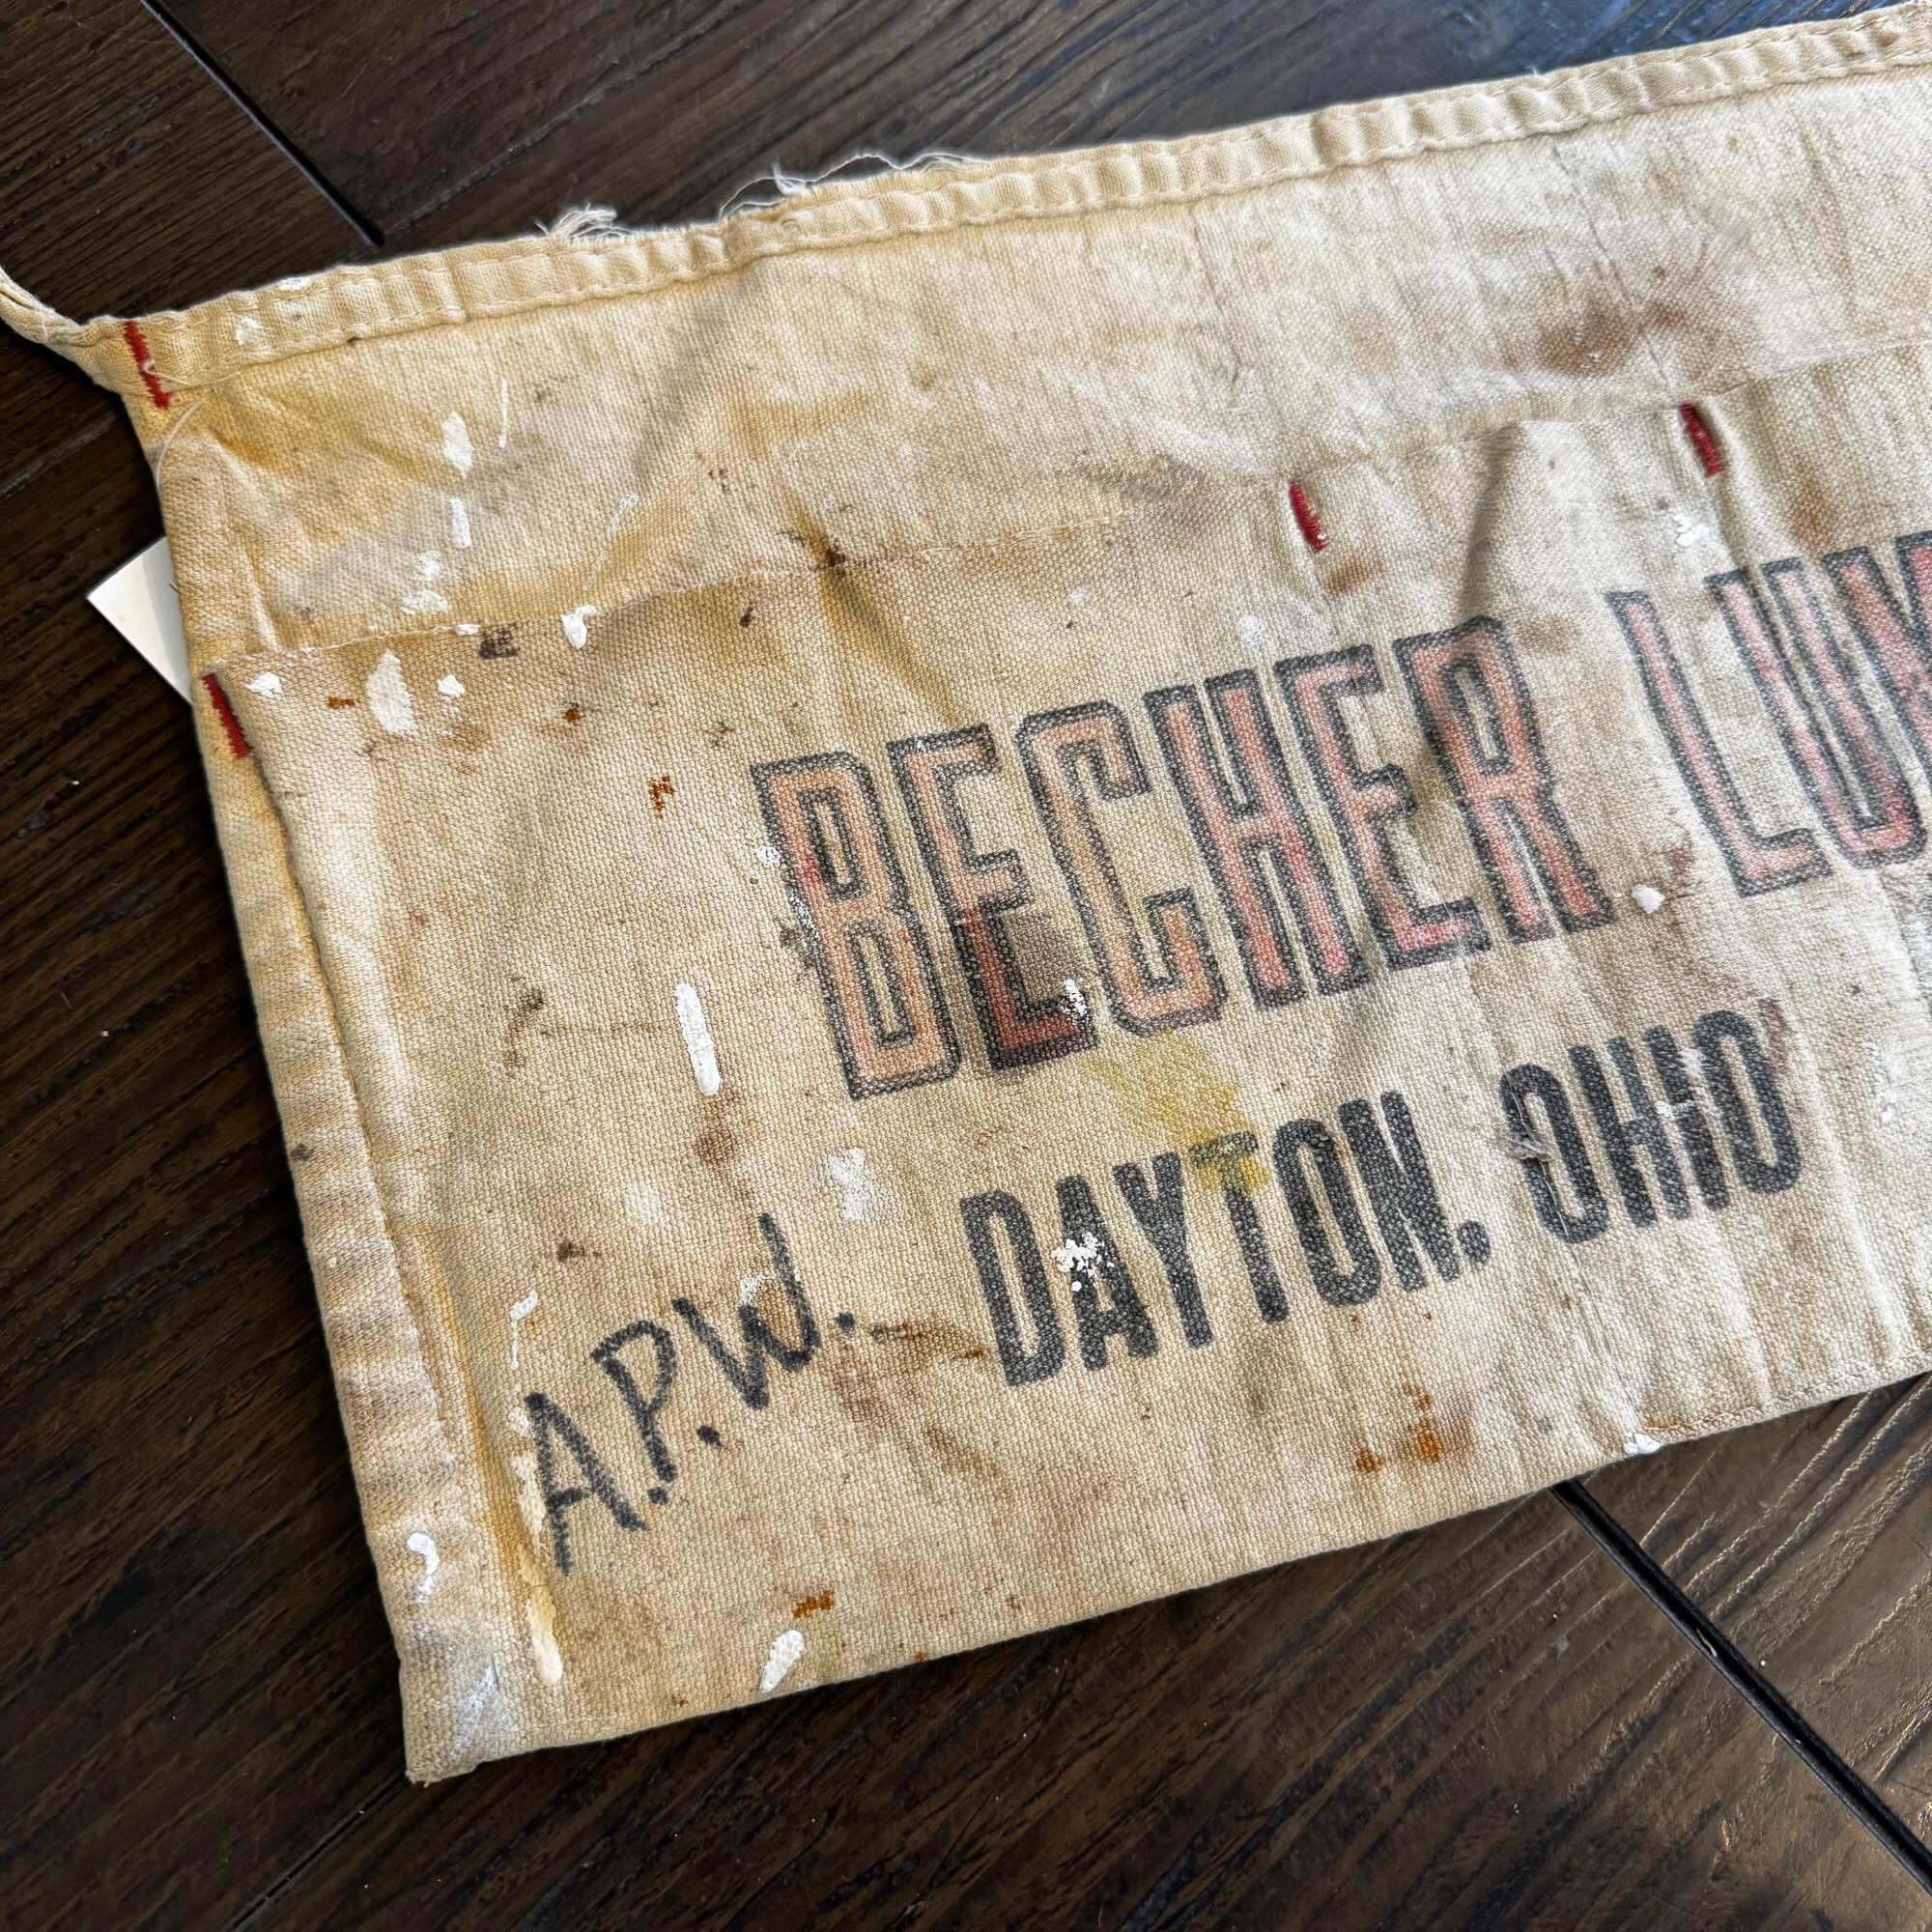 BECHER
DAYTON, OHIO
A.P.W.